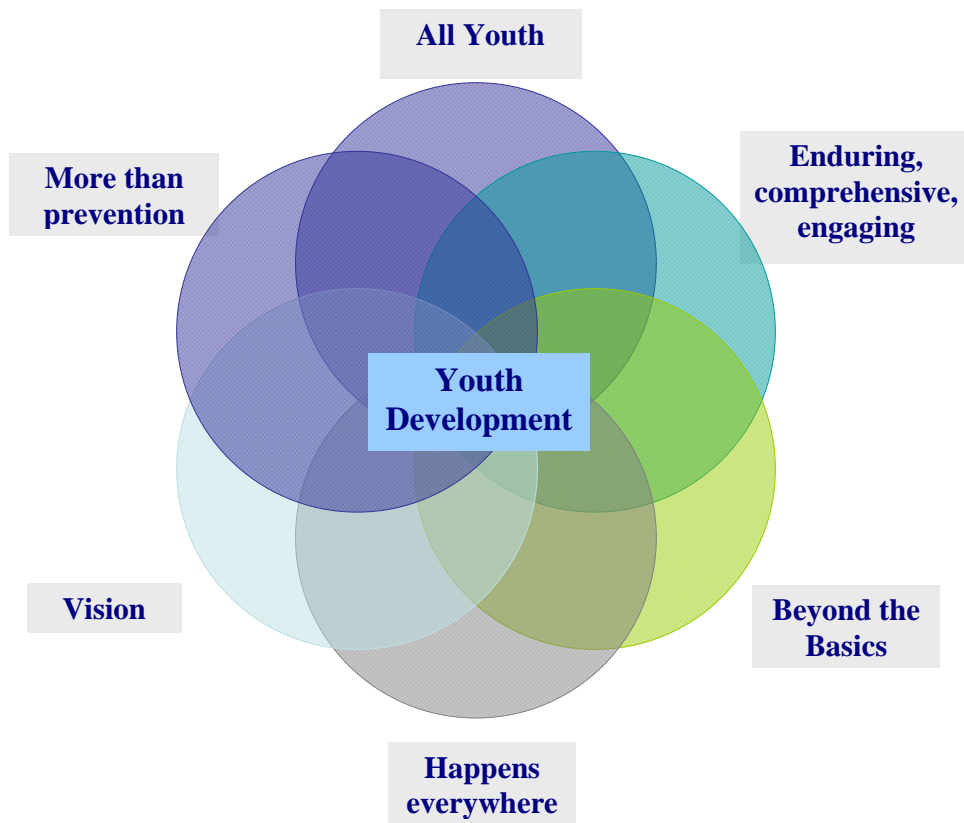 All Youth
More than
prevention
Enduring,
comprehensive,
engaging
Youth
Development
Vision
Beyond the
Basics
Happens
everywhere